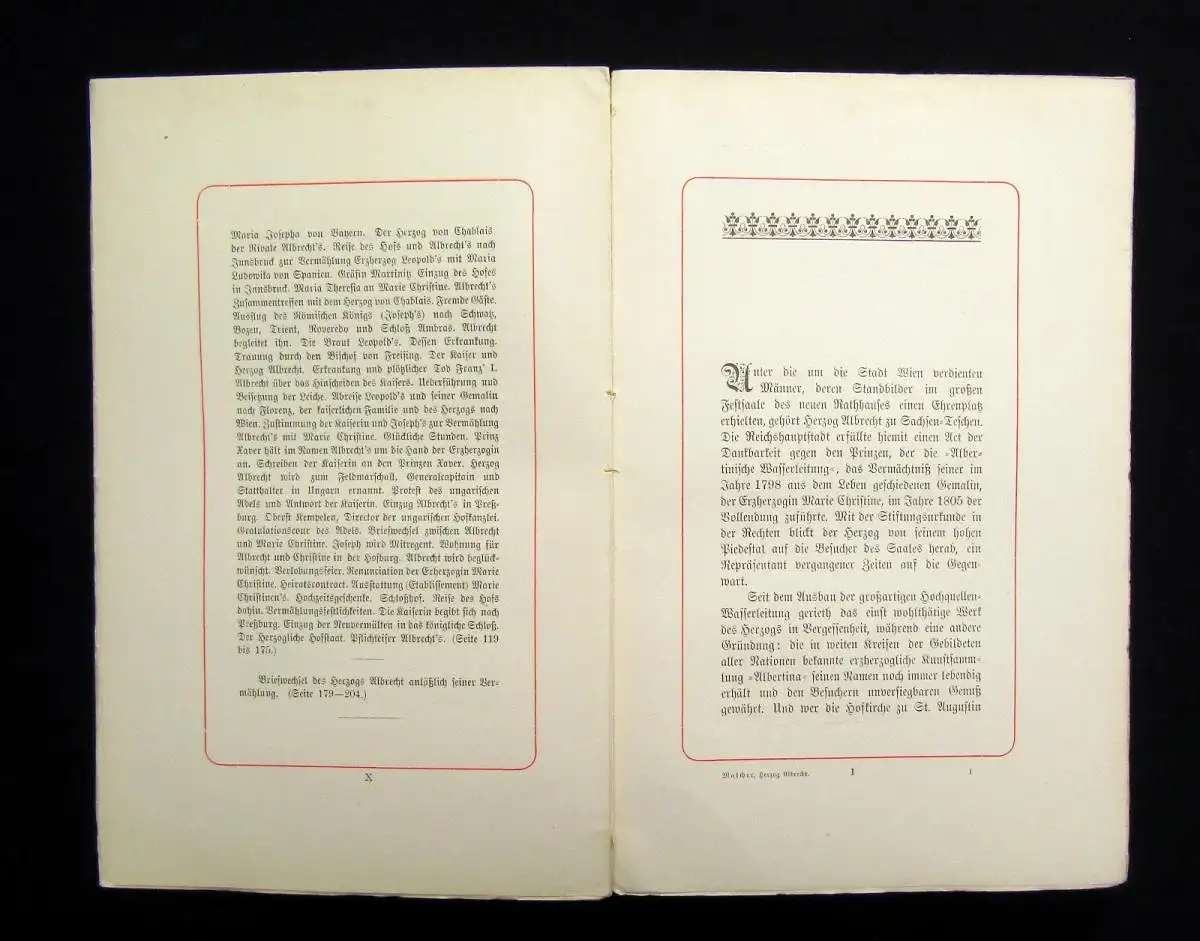 Maria Josepha von Bayern. Der Herzog von Chablais
der Rivale Albrecht's. Reise des Hofs und Albrecht's nach
Innsbruck zur Vermählung Erzherzog Leopold's mit Maria
Ludowika von Spanien. Gräfin Martinitz Einzug des Hofes
in Innsbruck. Maria Theresia an Marie Christine. Albrecht's
Zusammentreffen mit dem Herzog von Chablais. Fremde Gäste.
Ausflug des Römischen Königs (Joseph's) nach Schwatz,
Bozen, Trient, Roveredo und Schloß Ambras. Albrecht
begleitet ihn. Die Braut Leopold's. Dessen Erkrankung.
Trauung durch den Bischof von Freising. Der Kaiser und
Herzog Albrecht. Erkrankung und plötzlicher Tod Franz' I.
Albrecht über das Hinscheiden des Kaisers. Ueberführung und
Beisetzung der Leiche. Abreise Leopold's und seiner Gemalin
nach Florenz, der kaiserlichen Familie und des Herzogs nach
Wien. Zustimmung der Kaiserin und Joseph's zur Vermählung
Albrecht's mit Marie Christine. Glückliche Stunden. Prinz
Xaver hält im Namen Albrecht's um die Hand der Erzherzogin
an. Schreiben der Kaiserin an den Prinzen Xaver. Herzog
Albrecht wird zum Feldmarschall, Generalcapitain und
Statthalter in Ungarn ernannt. Protest des ungarischen
Adels und Antwort der Kaiserin. Einzug Albrecht's in Preß-
burg. Oberst Kempelen, Director der ungarischen Hofkanzlei.
Gratulationscour des Adels. Briefwechsel zwischen Albrecht
und Marie Christine. Joseph wird Mitregent. Wohnung für
Albrecht und Christine in der Hofburg. Albrecht wird beglück-
wünscht. Verlobungsfeier. Renunciation der Erherzogin Marie
Christine. Heiratscontract. Ausstattung (Etablissement) Marie
Christinen's. Hochzeitsgeschenke. Schloßhof. Reise des Hofs
dahin. Vermählungsfestlichkeiten. Die Kaiserin begibt sich nach
Preßburg. Einzug der Neuvermälten in das königliche Schloß.
Der Herzogliche Hofstaat. Pflichteifer Albrecht's. (Seite 119
bis 175.)
Briefwechsel des Herzogs Albrecht anläßlich seiner Ver-
mählung. (Seite 179—204.)
X
Unter die um die Stadt Wien verdienten
Männer, deren Standbilder im großen
Festsaale des neuen Rathhauses einen Ehrenplatz
erhielten, gehört Herzog Albrecht zu Sachsen-Teschen.
Die Reichshauptstadt erfüllte hiemit einen Act der
Dankbarkeit gegen den Prinzen, der die »Alber-
tinische Wasserleitung«, das Vermächtniß seiner im
Jahre 1798 aus dem Leben geschiedenen Gemalin,
der Erzherzogin Marie Christine, im Jahre 1805 der
Vollendung zuführte. Mit der Stiftungsurkunde in
der Rechten blickt der Herzog von seinem hohen
Piedestal auf die Besucher des Saales herab, ein
Repräsentant vergangener Zeiten auf die Gegen-
wart.
Seit dem Ausbau der großartigen Hochquellen-
Wasserleitung gerieth das einst wohlthätige Werk
des Herzogs in Vergessenheit, während eine andere
Gründung: die in weiten Kreisen der Gebildeten
aller Nationen bekannte erzherzogliche Kunstsamm-
lung »Albertina« seinen Namen noch immer lebendig
erhält und den Besuchern unversiegbaren Genuß
gewährt. Und wer die Hofkirche zu St. Augustin
Malcher, Herzog Albrecht. 1 1